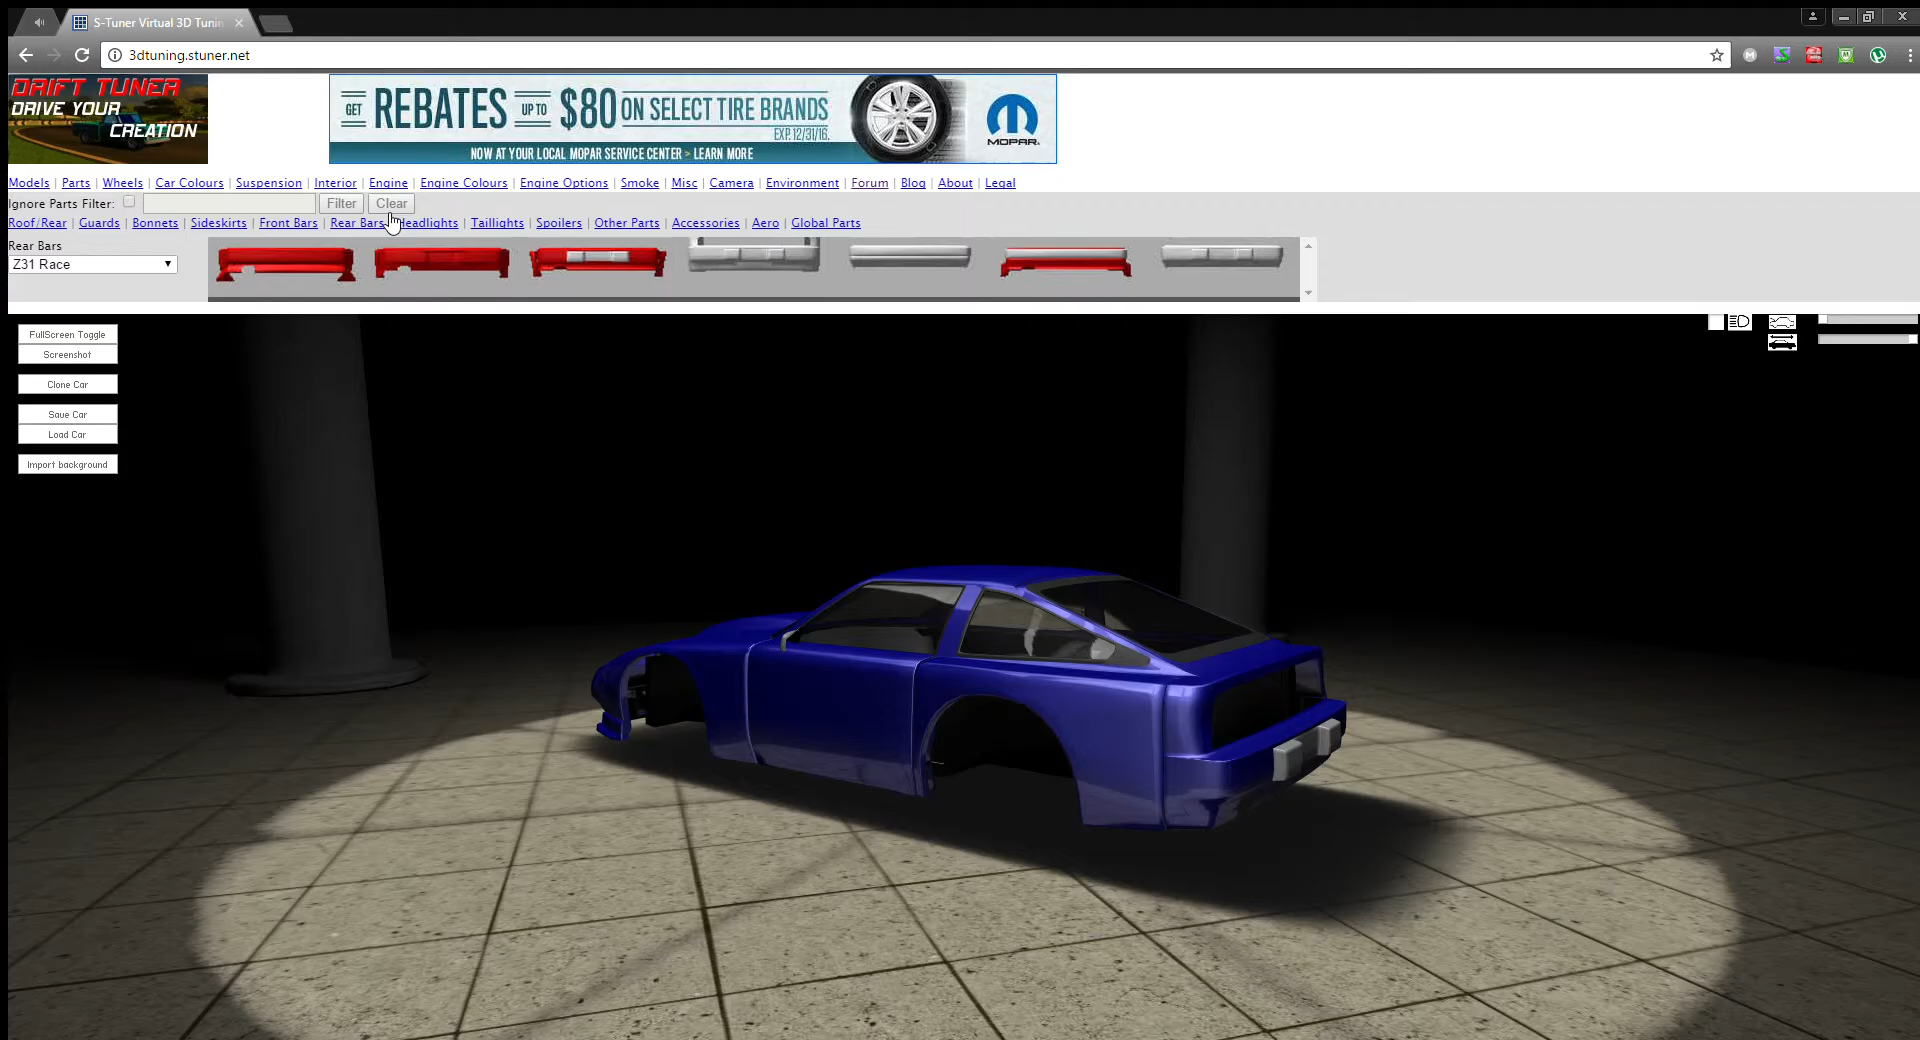 S-Tuner Virtual 3D Tunin
3dtuning.stuner.net
DRIFT TUNER
DRIVE YOUR
CREATION
GET REBATES UP TO $80 ON SELECT TIRE BRANDS
EXP. 12/31/16.
NOW AT YOUR LOCAL MOPAR SERVICE CENTER > LEARN MORE
MOPAR
Models | Parts | Wheels | Car Colours | Suspension | Interior | Engine | Engine Colours | Engine Options | Smoke | Misc | Camera | Environment | Forum | Blog | About | Legal
Ignore Parts Filter: Filter Clear
Roof/Rear | Guards | Bonnets | Sideskirts | Front Bars | Rear Bars Headlights | Taillights | Spoilers | Other Parts | Accessories | Aero | Global Parts
Rear Bars
Z31 Race
FullScreen Toggle
Screenshot
Clone Car
Save Car
Load Car
Import background